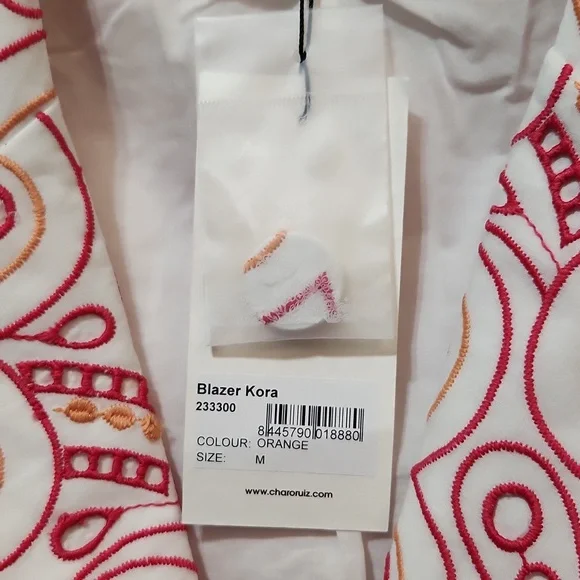 Blazer Kora
233300
8 445790 018880
COLOUR: ORANGE
SIZE: M
www.charoruiz.com